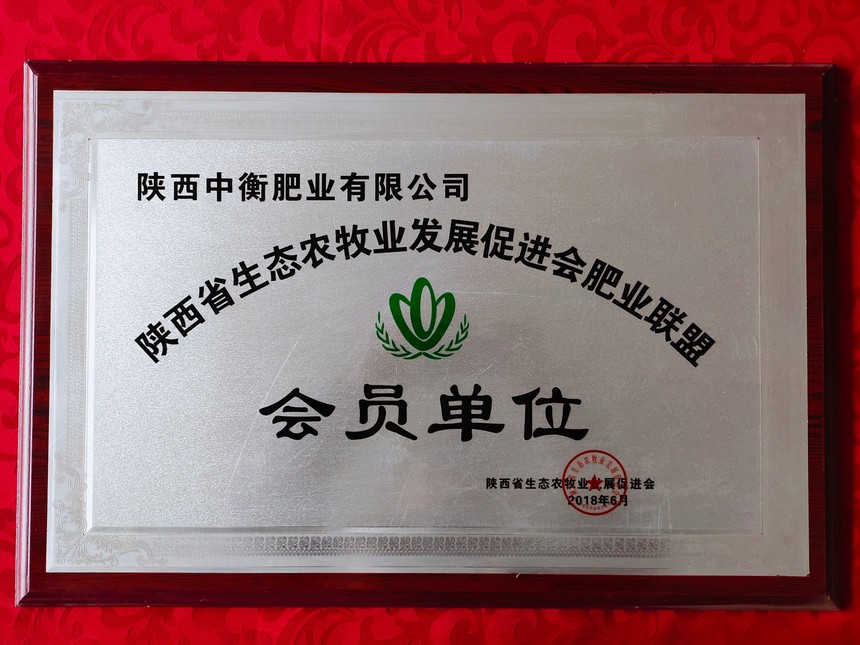 陕西中衡肥业有限公司
陕西省生态农牧业发展促进会肥业联盟
会员单位
陕西省生态农牧业发展促进会
2018年6月